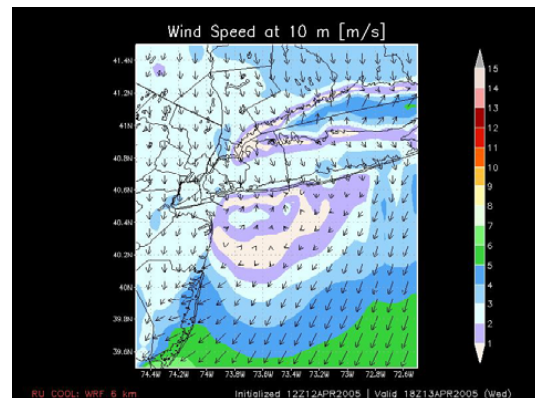 Wind Speed at 10 m [m/s]
41.4N
41.2N
41N
40.8N
40.6N
40.4N
40.2N
40N
39.8N
39.6N
74.4W 74.2W 74W 73.8W 73.6W 73.4W 73.2W 73W 72.8W 72.6W
15
14
13
12
11
10
9
8
7
6
5
4
3
2
1
RU COOL: WRF 6 km
Initialized 12Z12APR2005 | Valid 18Z13APR2005 (Wed)